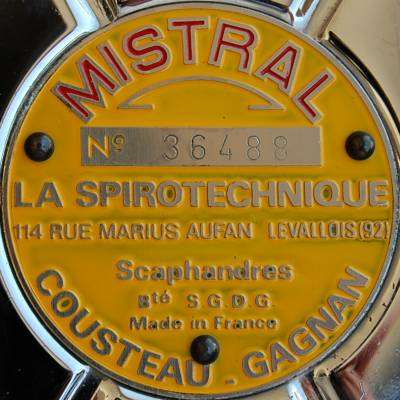 MISTRAL
Nº 36488
LA SPIROTECHNIQUE
114 RUE MARIUS AUFAN LEVALLOIS (92)
Scaphandres
Bté S.G.D.G.
Made in France
COUSTEAU - GAGNAN